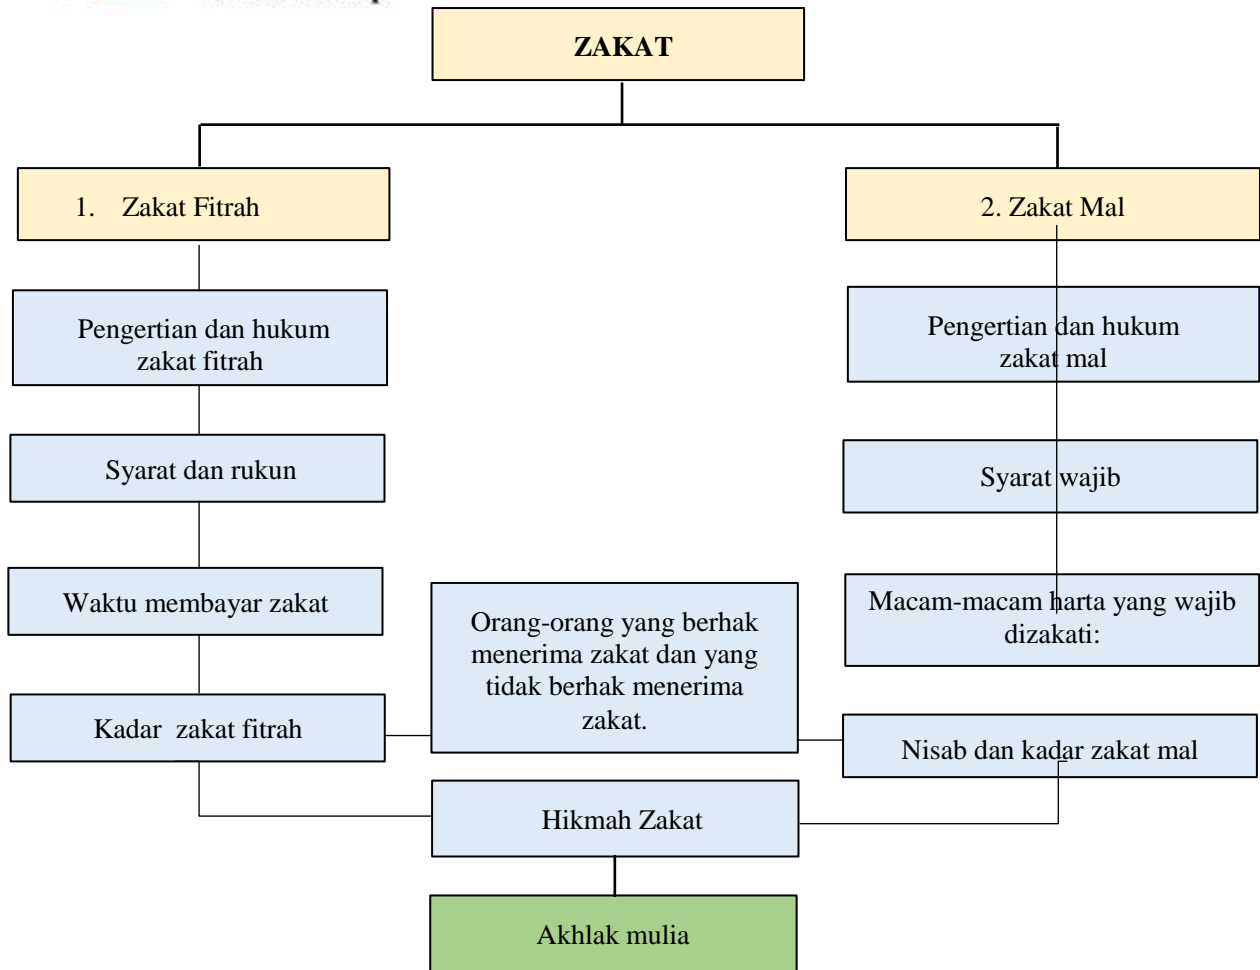 ZAKAT
1. Zakat Fitrah
2. Zakat Mal
Pengertian dan hukum
zakat fitrah
Pengertian dan hukum
zakat mal
Syarat dan rukun
Syarat wajib
Waktu membayar zakat
Orang-orang yang berhak
menerima zakat dan yang
tidak berhak menerima
zakat.
Macam-macam harta yang wajib
dizakati:
Kadar zakat fitrah
Nisab dan kadar zakat mal
Hikmah Zakat
Akhlak mulia